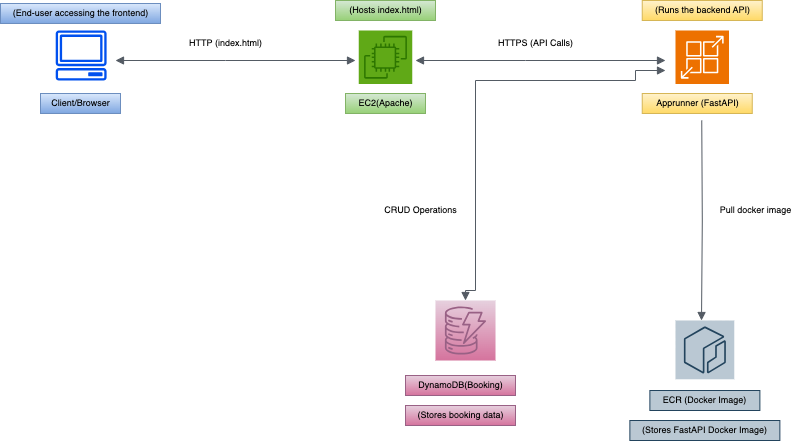 (End-user accessing the frontend)
(Hosts index.html)
(Runs the backend API)
HTTP (index.html)
HTTPS (API Calls)
Client/Browser
EC2(Apache)
Apprunner (FastAPI)
CRUD Operations
Pull docker image
DynamoDB(Booking)
(Stores booking data)
ECR (Docker Image)
(Stores FastAPI Docker Image)